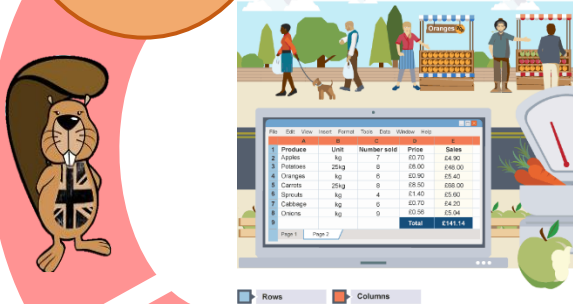 Oranges
File Edit View Insert Format Tools Data Window Help
A B C D E
1 Produce Unit Number sold Price Sales
2 Apples kg 7 £0.70 £4.90
3 Potatoes 25kg 8 £6.00 £48.00
4 Oranges kg 6 £0.90 £5.40
5 Carrots 25kg 8 £8.50 £68.00
6 Sprouts kg 4 £1.40 £5.60
7 Cabbage kg 6 £0.70 £4.20
8 Onions kg 9 £0.56 £5.04
9 Total £141.14
Page 1 Page 2
Rows Columns